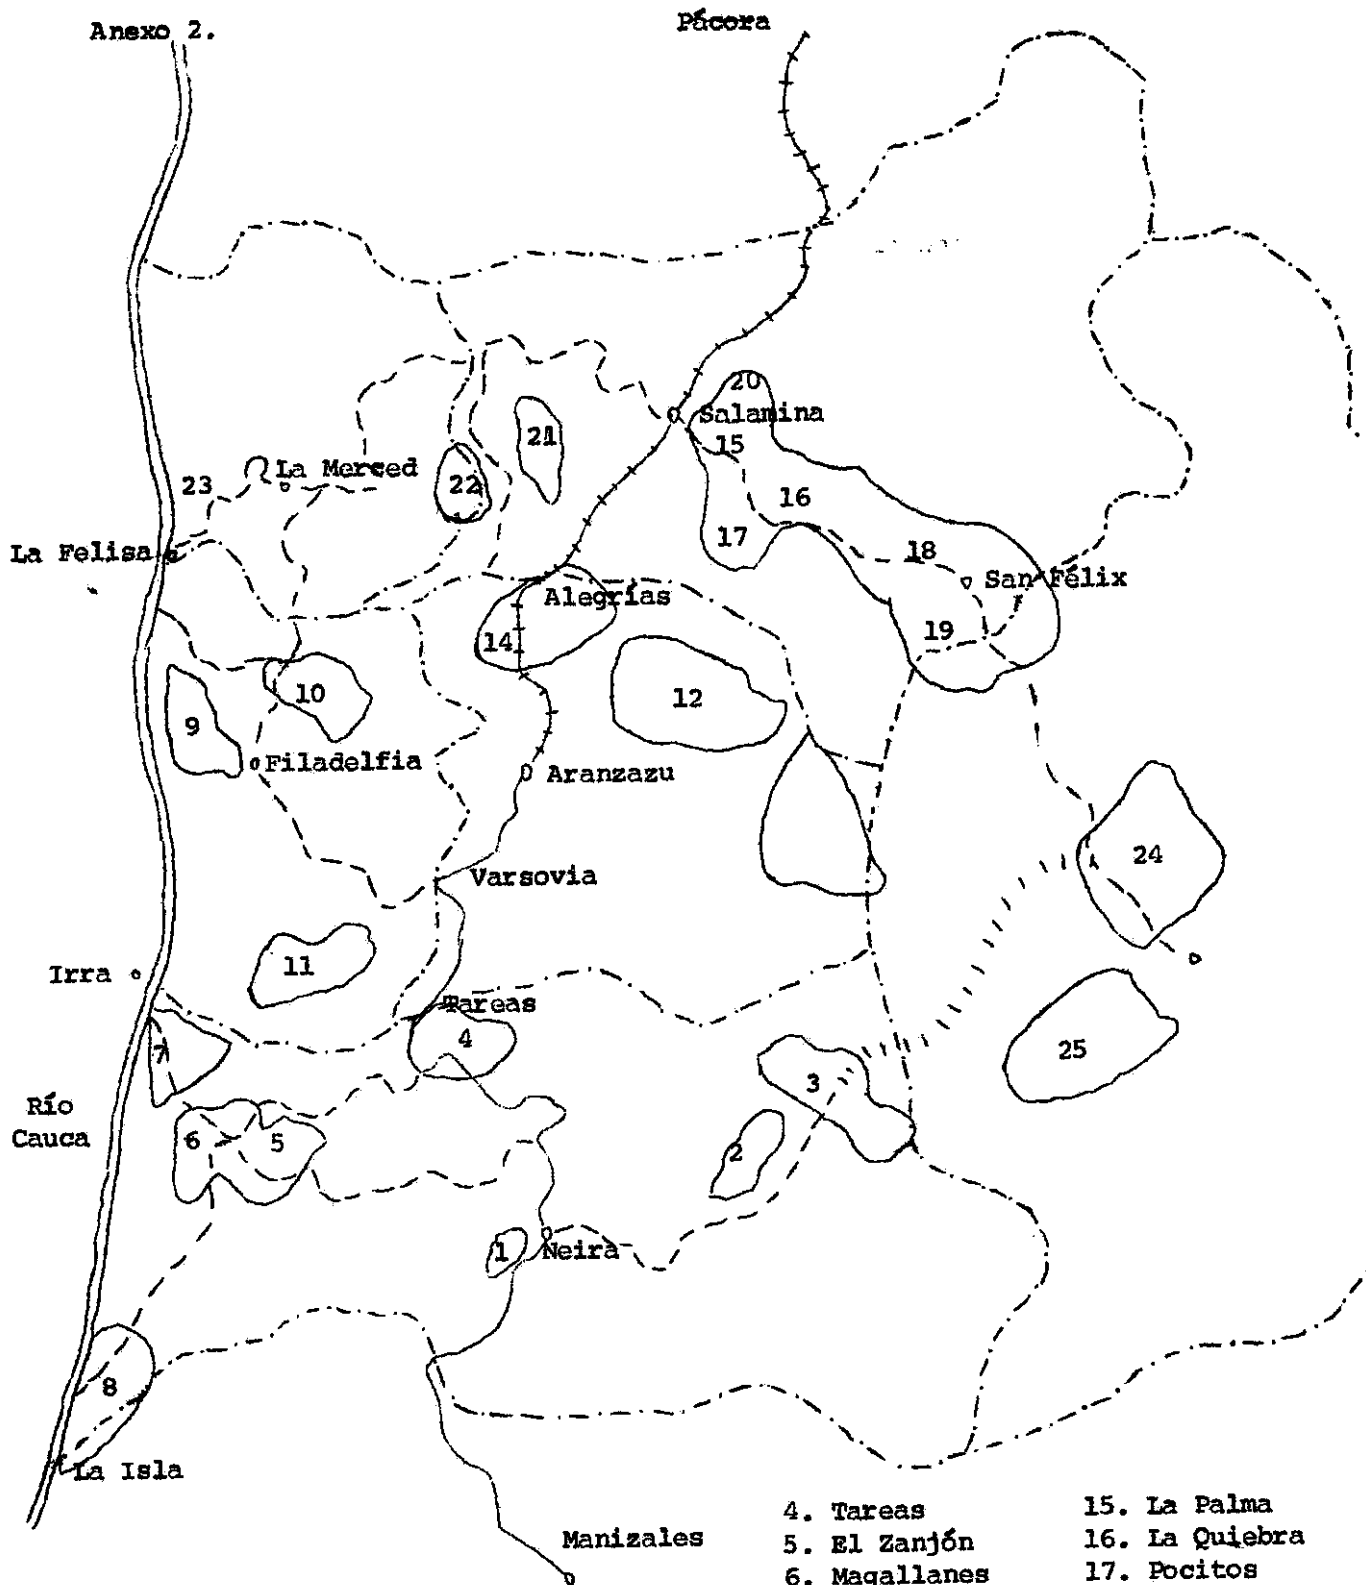 Anexo 2.
Pácora
20
Salamina
15
21
La Merced
23
22
16
17
La Felisa
18
San Félix
Alegrías
14
19
10
12
9
Filadelfia
Aranzazu
24
Varsovia
11
Irra
Tareas
4
7
25
3
Río
Cauca
6
5
2
1
Neira
8
La Isla
Manizales
4. Tareas
5. El Zanjón
6. Magallanes
15. La Palma
16. La Quiebra
17. Pocitos